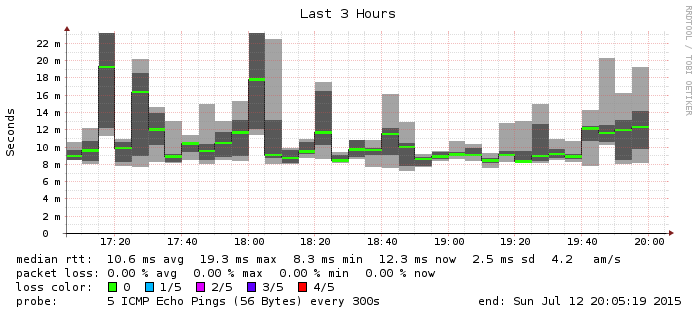 Last 3 Hours
RRDTOOL / TOBI OETIKER
Seconds
22 m
20 m
18 m
16 m
14 m
12 m
10 m
8 m
6 m
4 m
2 m
0
17:20 17:40 18:00 18:20 18:40 19:00 19:20 19:40 20:00
median rtt: 10.6 ms avg 19.3 ms max 8.3 ms min 12.3 ms now 2.5 ms sd 4.2 am/s
packet loss: 0.00 % avg 0.00 % max 0.00 % min 0.00 % now
loss color: 0 1/5 2/5 3/5 4/5
probe: 5 ICMP Echo Pings (56 Bytes) every 300s end: Sun Jul 12 20:05:19 2015